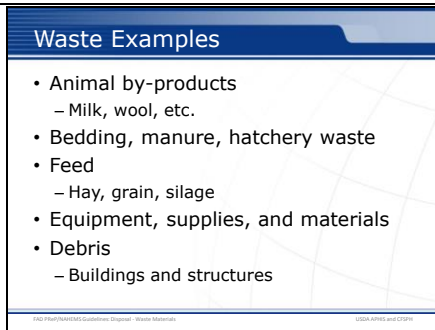 Waste Examples
• Animal by-products
– Milk, wool, etc.
• Bedding, manure, hatchery waste
• Feed
– Hay, grain, silage
• Equipment, supplies, and materials
• Debris
– Buildings and structures
FAD PReP/NAHEMS Guidelines: Disposal - Waste Materials
USDA APHIS and CFSPH